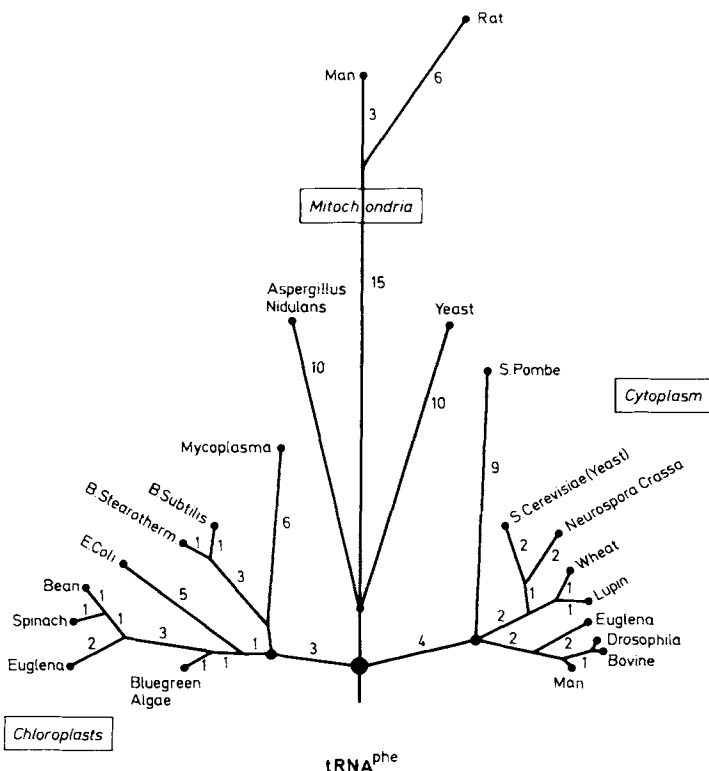 Rat
Man
6
3
Mitochondria
15
Aspergillus
Nidulans
Yeast
10
10
S.Pombe
Cytoplasm
Mycoplasma
9
S.Cerevisiae (Yeast)
Neurospora Crassa
B.Subtilis
B.Stearotherm
6
1
1
2
2
Wheat
E.Coli
3
1
1
Lupin
1
Bean
5
1
1
Spinach
3
2
Euglena
2
Euglena
1
3
4
2
2
Drosophila
Bovine
1
1
1
Man
Bluegreen
Algae
Chloroplasts
tRNAphe